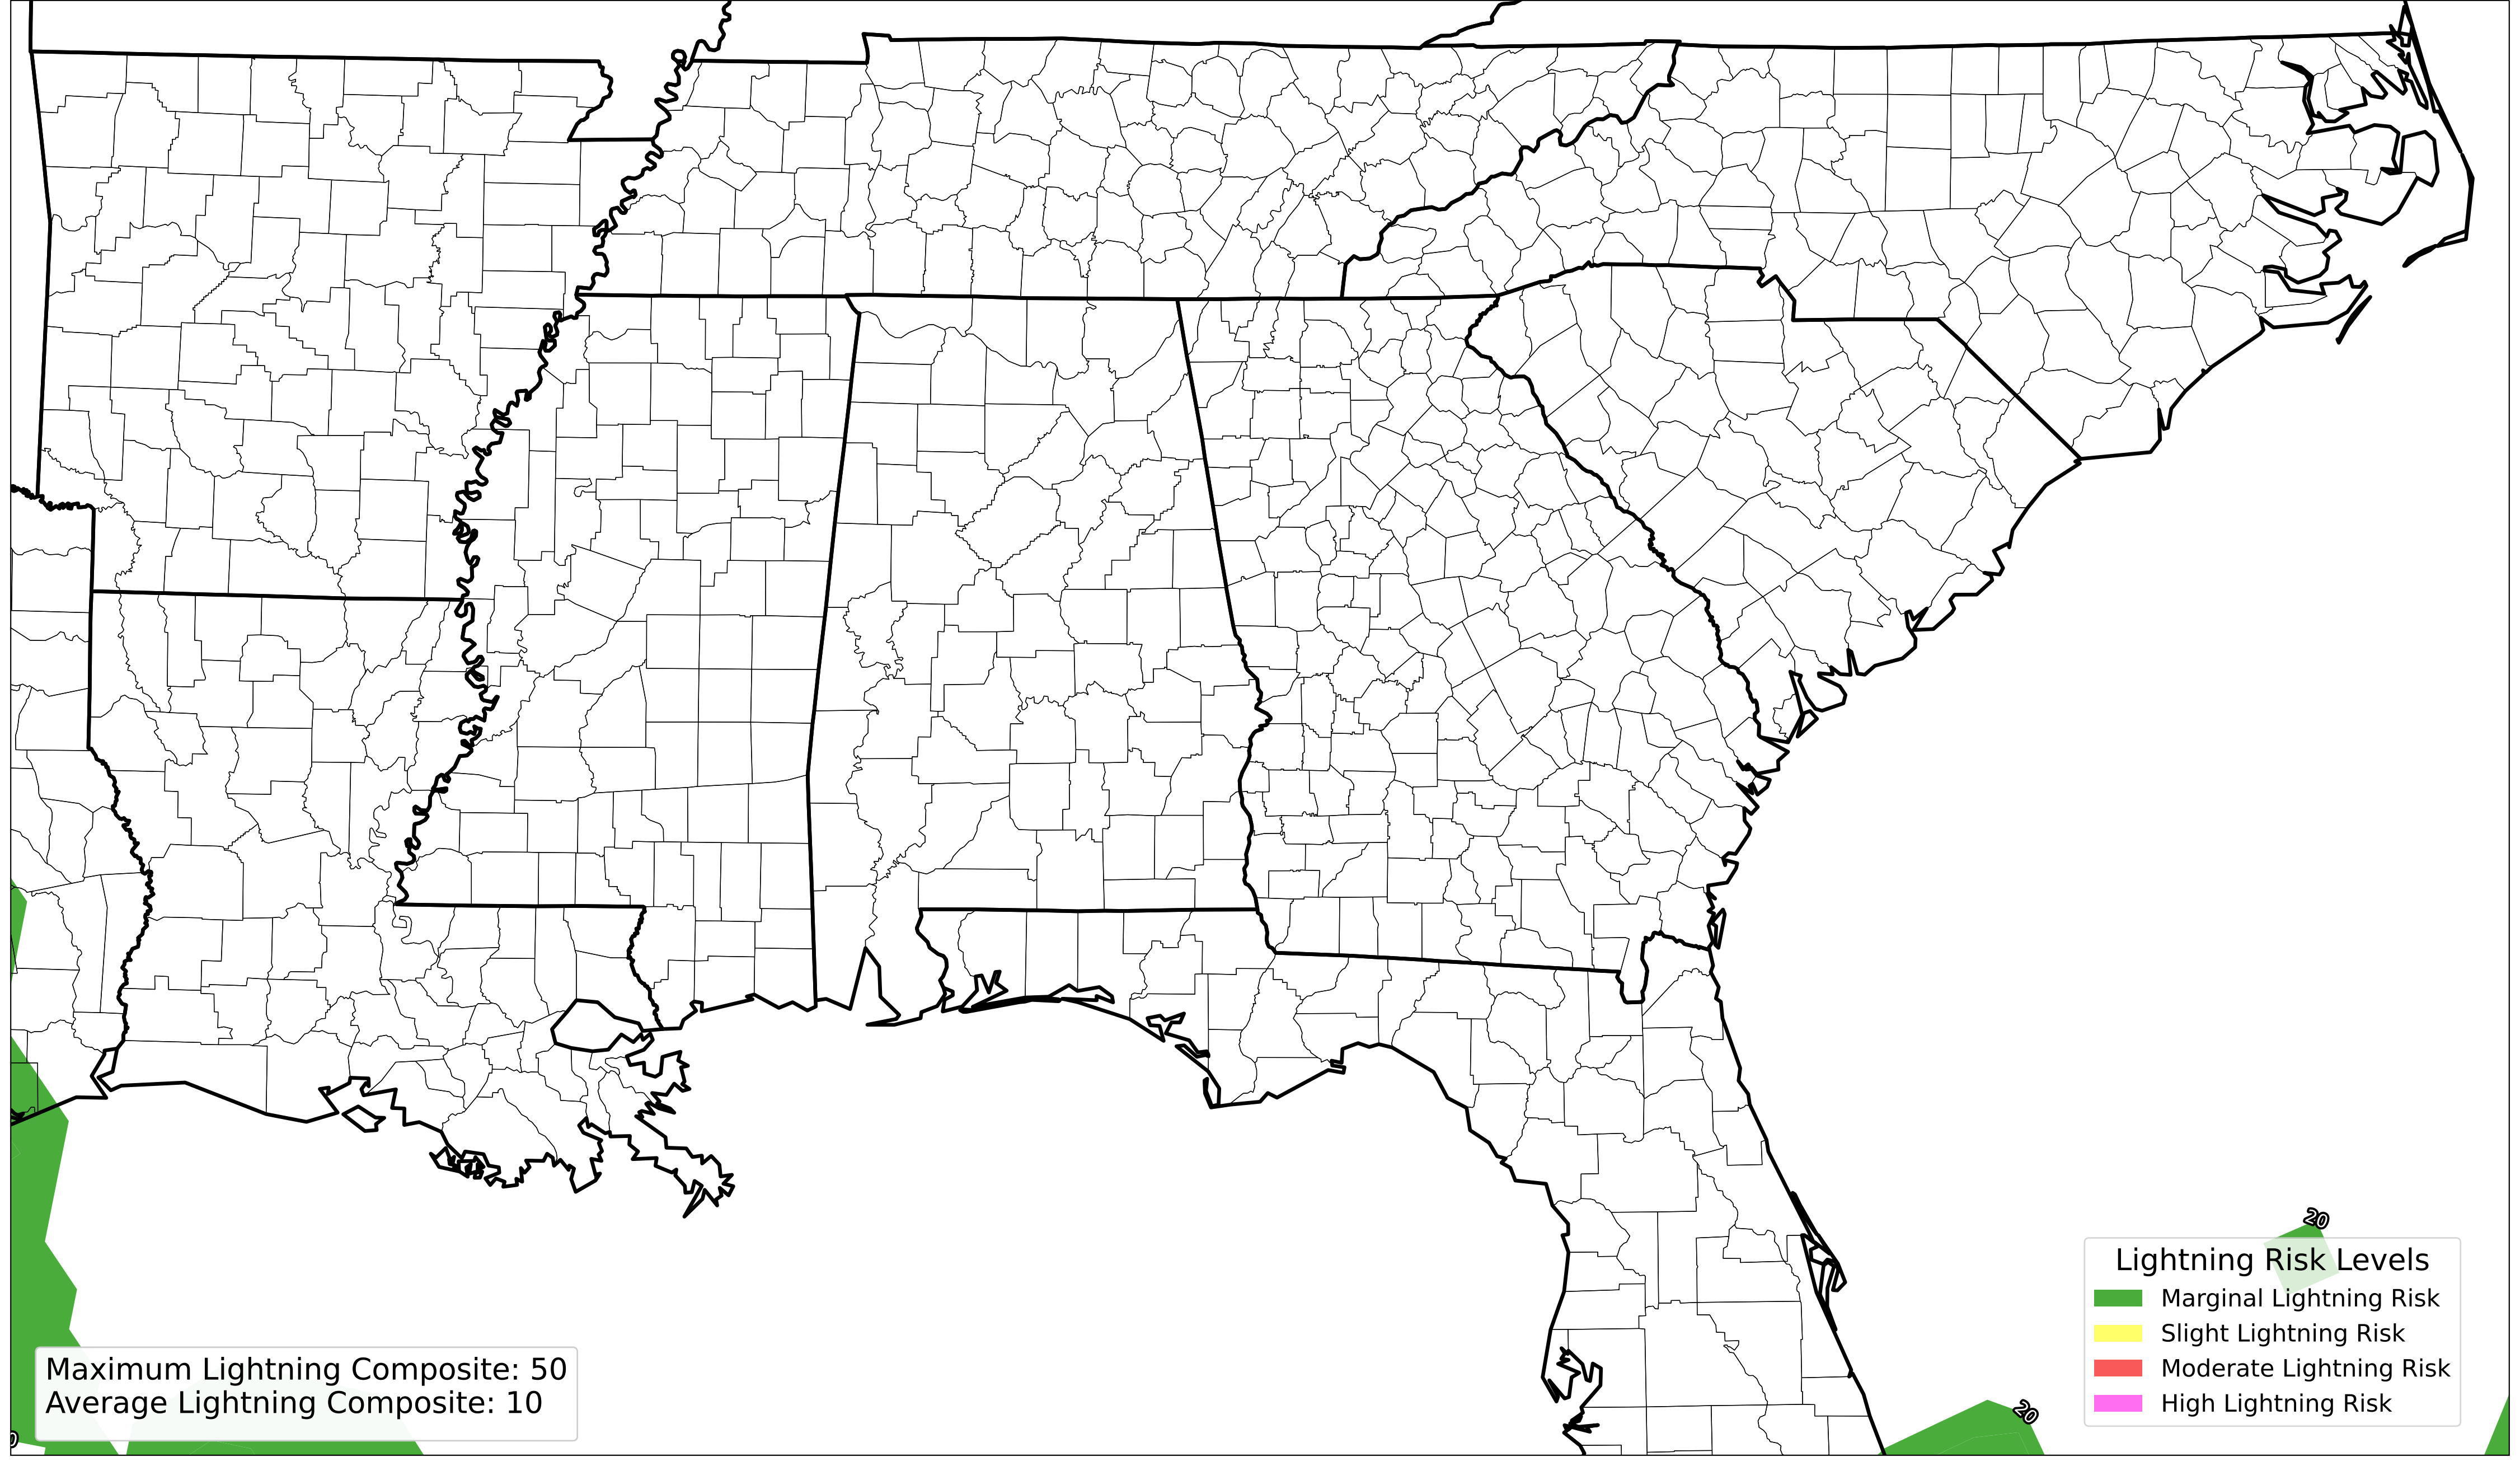 20
Lightning Risk Levels
Marginal Lightning Risk
Slight Lightning Risk
Moderate Lightning Risk
High Lightning Risk
Maximum Lightning Composite: 50
Average Lightning Composite: 10
20